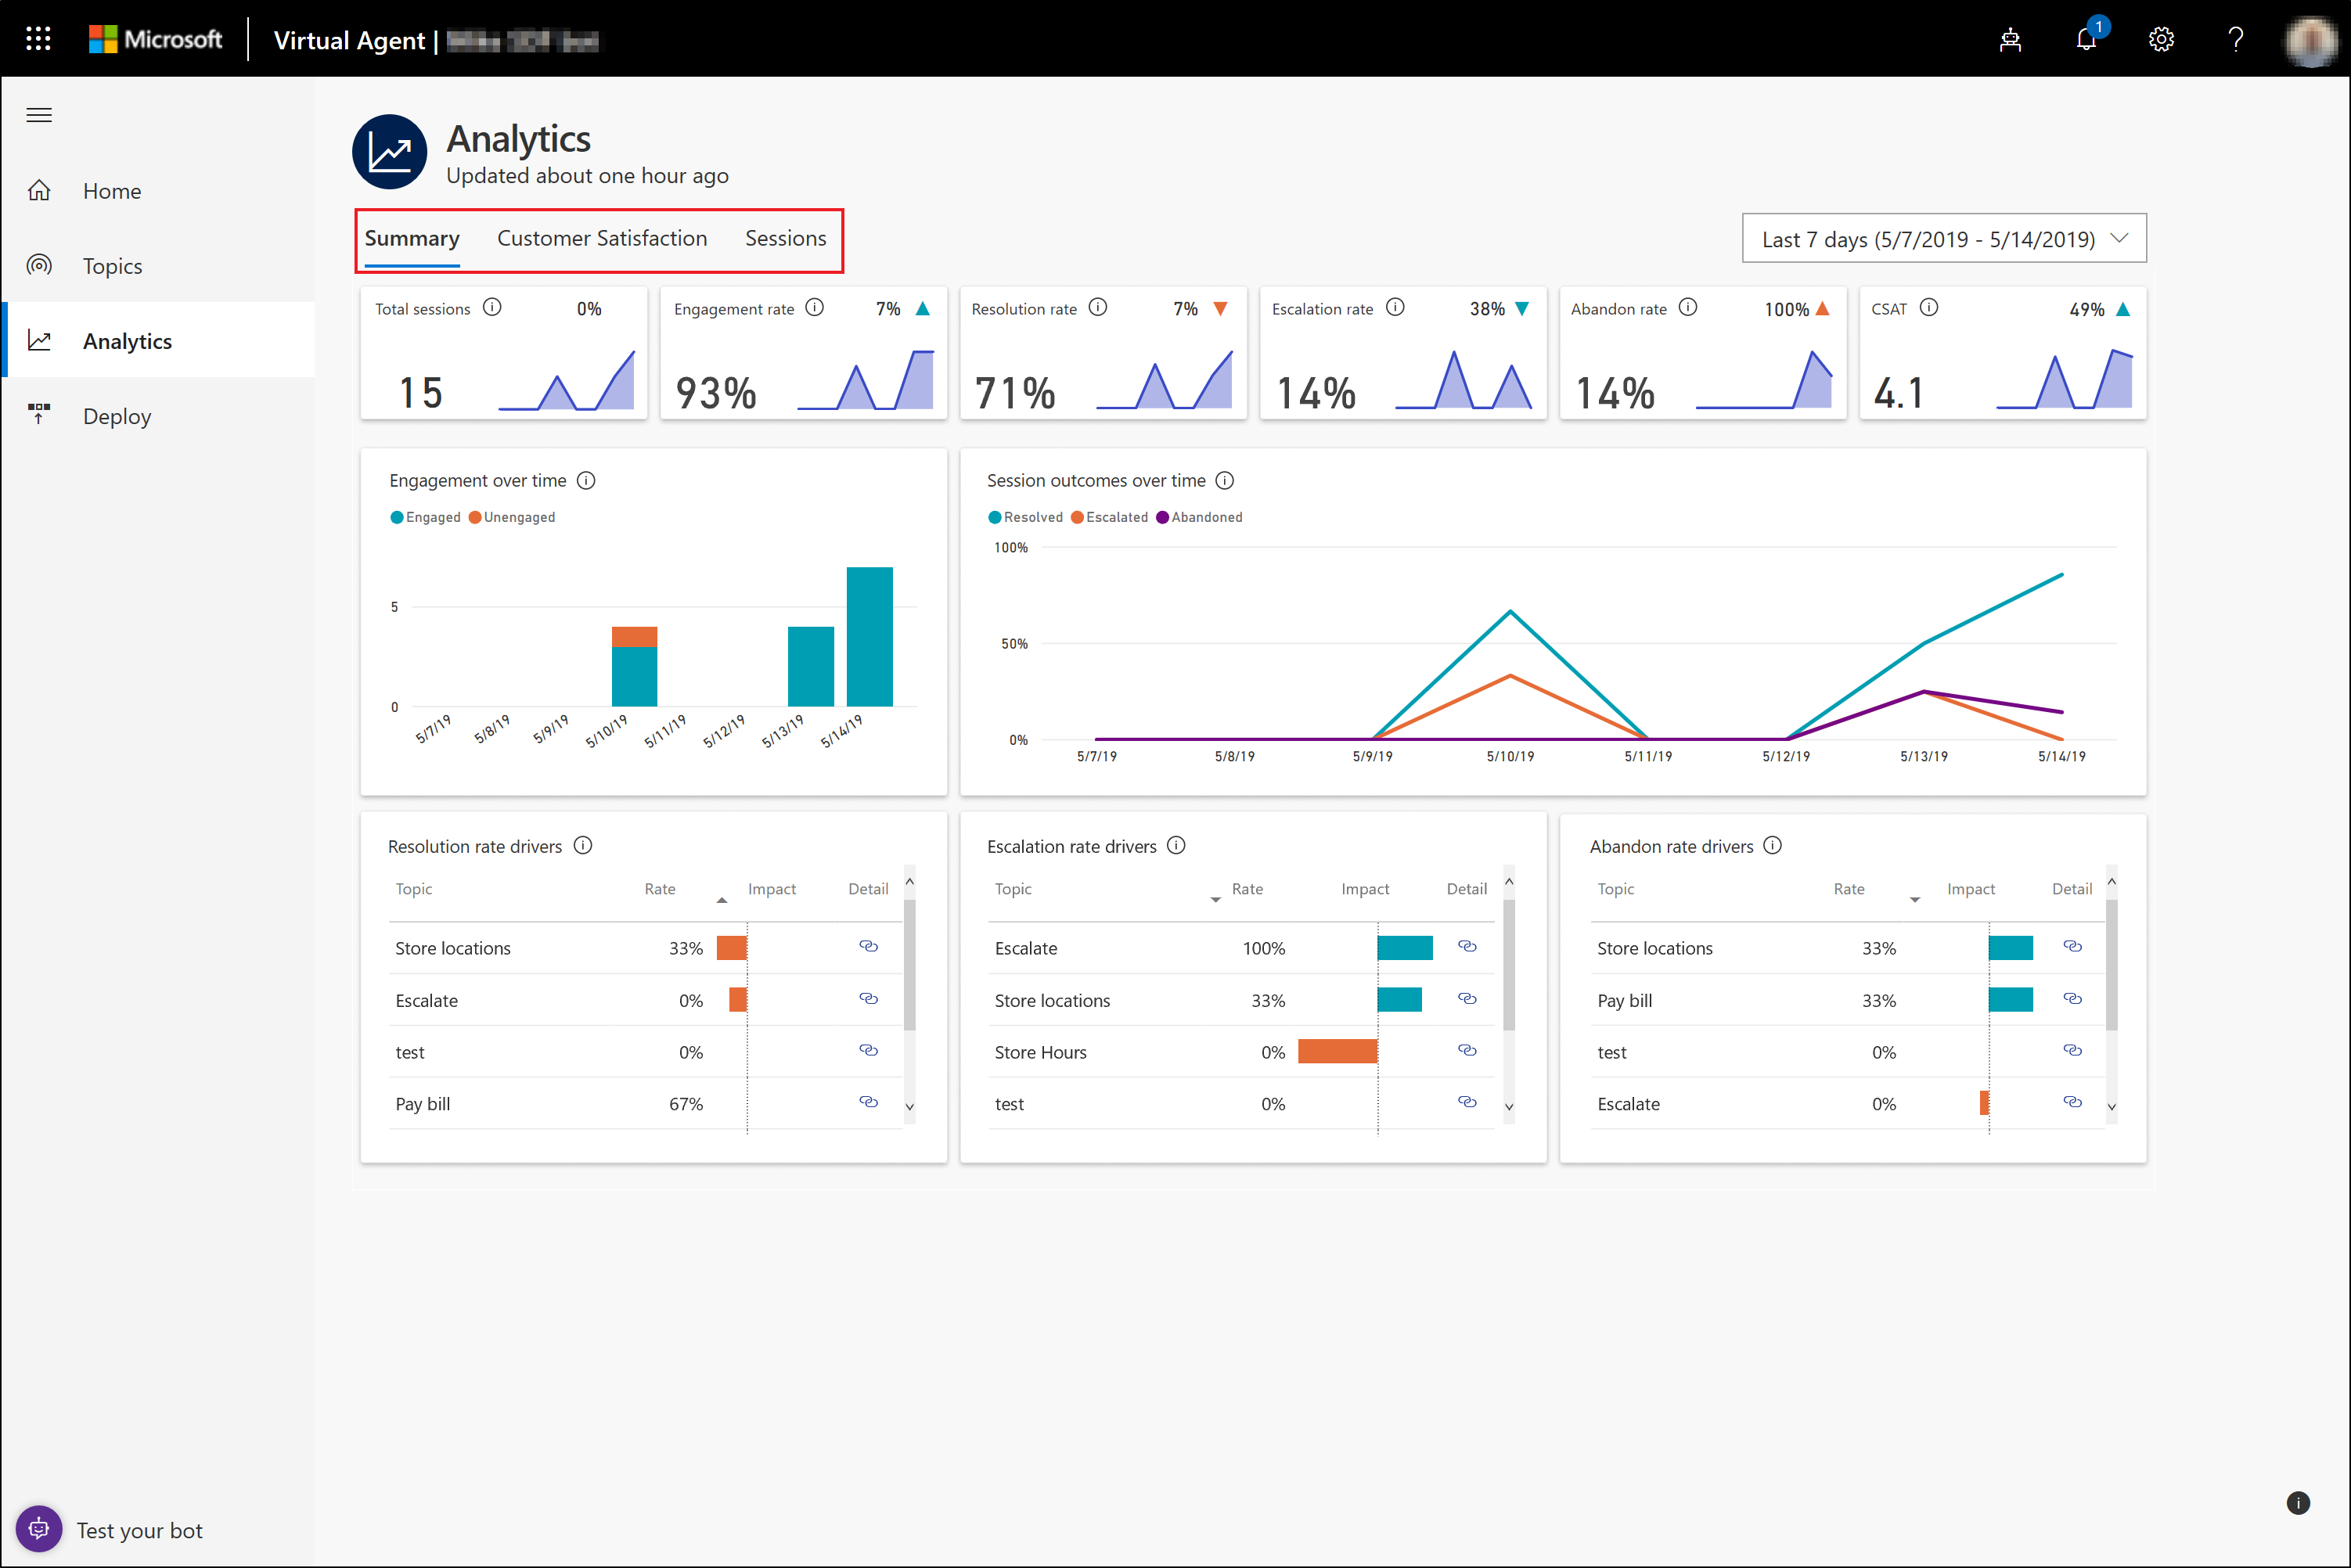 Microsoft
Virtual Agent |
1
Home
Topics
Analytics
Deploy
Test your bot
Analytics
Updated about one hour ago
Summary Customer Satisfaction Sessions
Last 7 days (5/7/2019 - 5/14/2019)
Total sessions 0%
15
Engagement rate 7%
93%
Resolution rate 7%
71%
Escalation rate 38%
14%
Abandon rate 100%
14%
CSAT 49%
4.1
Engagement over time
Engaged Unengaged
5
0
5/7/19 5/8/19 5/9/19 5/10/19 5/11/19 5/12/19 5/13/19 5/14/19
Session outcomes over time
Resolved Escalated Abandoned
100%
50%
0%
5/7/19 5/8/19 5/9/19 5/10/19 5/11/19 5/12/19 5/13/19 5/14/19
Resolution rate drivers
Topic Rate Impact Detail
Store locations 33%
Escalate 0%
test 0%
Pay bill 67%
Escalation rate drivers
Topic Rate Impact Detail
Escalate 100%
Store locations 33%
Store Hours 0%
test 0%
Abandon rate drivers
Topic Rate Impact Detail
Store locations 33%
Pay bill 33%
test 0%
Escalate 0%